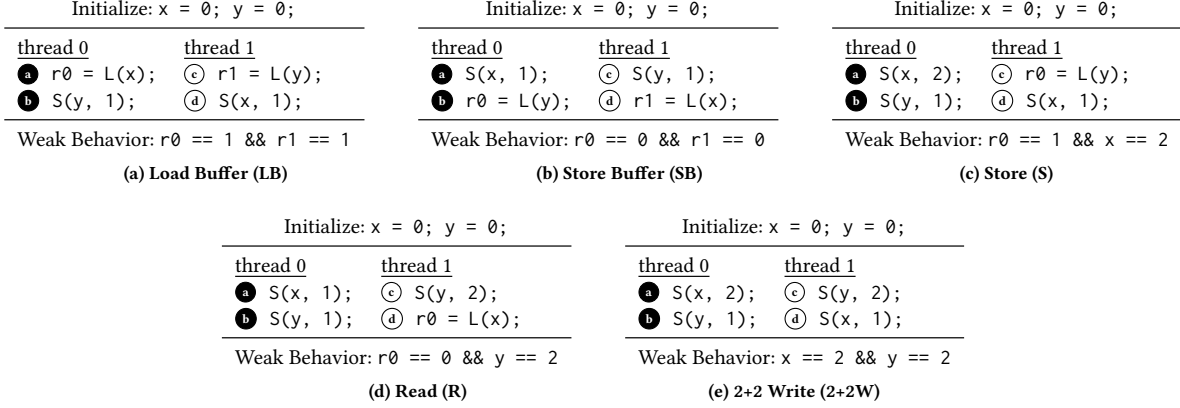 Initialize: x = 0; y = 0;
thread 0 thread 1
a r0 = L(x); c r1 = L(y);
b S(y, 1); d S(x, 1);
Weak Behavior: r0 == 1 && r1 == 1
(a) Load Buffer (LB)
Initialize: x = 0; y = 0;
thread 0 thread 1
a S(x, 1); c S(y, 1);
b r0 = L(y); d r1 = L(x);
Weak Behavior: r0 == 0 && r1 == 0
(b) Store Buffer (SB)
Initialize: x = 0; y = 0;
thread 0 thread 1
a S(x, 2); c r0 = L(y);
b S(y, 1); d S(x, 1);
Weak Behavior: r0 == 1 && x == 2
(c) Store (S)
Initialize: x = 0; y = 0;
thread 0 thread 1
a S(x, 1); c S(y, 2);
b S(y, 1); d r0 = L(x);
Weak Behavior: r0 == 0 && y == 2
(d) Read (R)
Initialize: x = 0; y = 0;
thread 0 thread 1
a S(x, 2); c S(y, 2);
b S(y, 1); d S(x, 1);
Weak Behavior: x == 2 && y == 2
(e) 2+2 Write (2+2W)